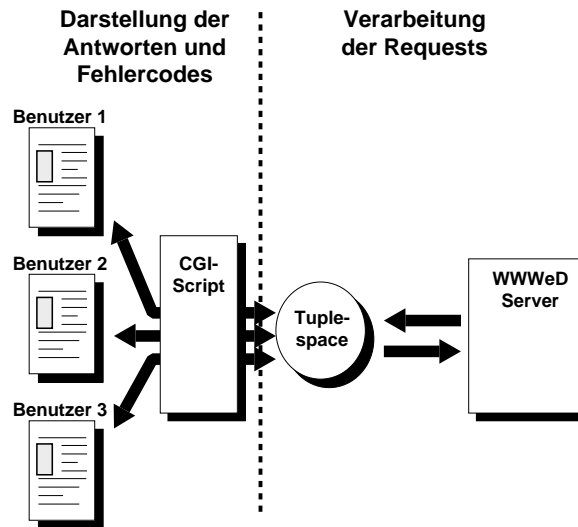 Darstellung der
Antworten und
Fehlercodes
Verarbeitung
der Requests
Benutzer 1
Benutzer 2
Benutzer 3
CGI-
Script
Tuple-
space
WWWeD
Server